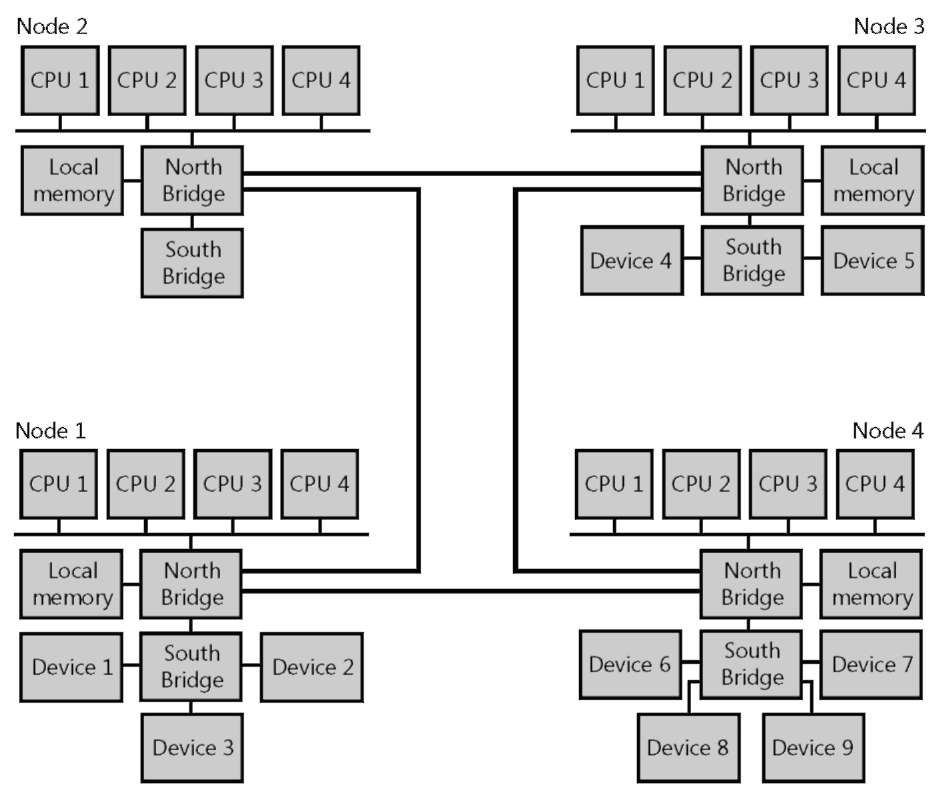 Node 2
Node 3
CPU 1 CPU 2 CPU 3 CPU 4
CPU 1 CPU 2 CPU 3 CPU 4
Local
memory
North
Bridge
North
Bridge
Local
memory
South
Bridge
Device 4
South
Bridge
Device 5
Node 1
Node 4
CPU 1 CPU 2 CPU 3 CPU 4
CPU 1 CPU 2 CPU 3 CPU 4
Local
memory
North
Bridge
North
Bridge
Local
memory
Device 1
South
Bridge
Device 2
Device 6
South
Bridge
Device 7
Device 3
Device 8
Device 9